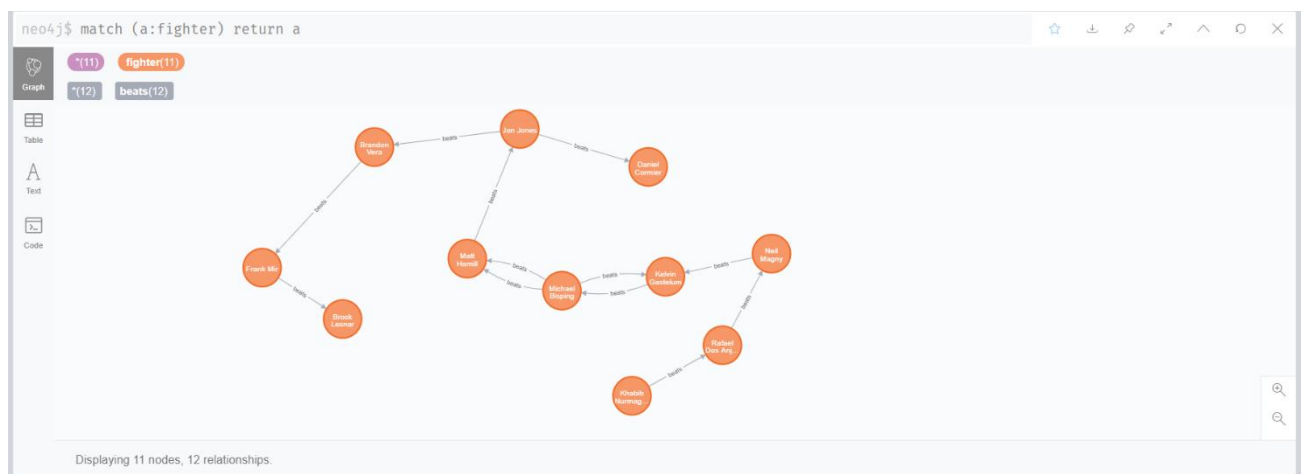 neo4j$ match (a:fighter) return a
Graph
*(11) fighter(11)
*(12) beats(12)
Table
Text
Code
Jon Jones
Brandon
Vera
beats
beats
Daniel
Cormier
beats
beats
Matt
Hamill
Neil
Magny
Frank Mir
beats
beats
Kelvin
Gastelum
beats
beats
Michael
Bisping
beats
beats
beats
Brock
Lesnar
Rafael
Dos Anj...
beats
Khabib
Nurmag...
Displaying 11 nodes, 12 relationships.